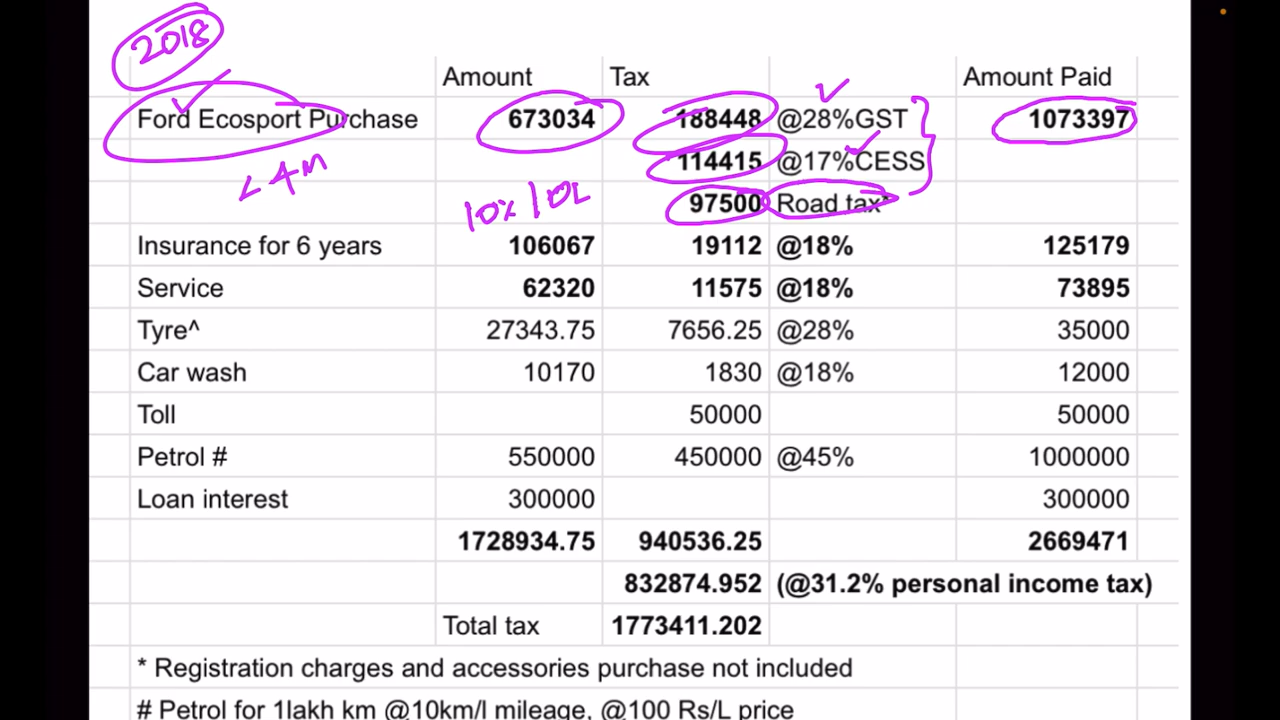 2018
Amount Tax Amount Paid
Ford Ecosport Purchase 673034 188448 @28%GST 1073397
114415 @17%CESS
< 4m
97500 Road tax*
10% 10L
Insurance for 6 years 106067 19112 @18% 125179
Service 62320 11575 @18% 73895
Tyre^ 27343.75 7656.25 @28% 35000
Car wash 10170 1830 @18% 12000
Toll 50000 50000
Petrol # 550000 450000 @45% 1000000
Loan interest 300000 300000
1728934.75 940536.25 2669471
832874.952 (@31.2% personal income tax)
Total tax 1773411.202
* Registration charges and accessories purchase not included
# Petrol for 1lakh km @10km/l mileage, @100 Rs/L price